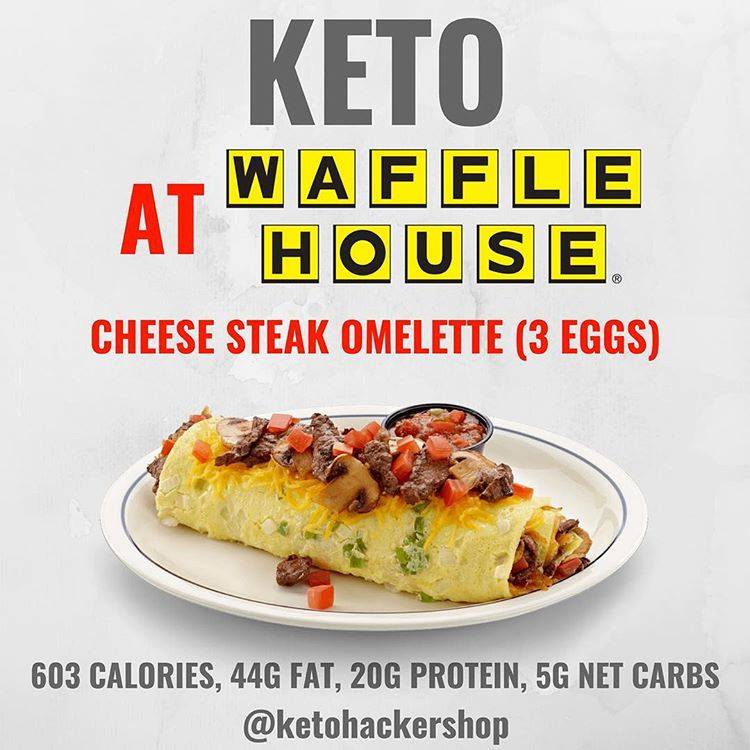 KETO
AT WAFFLE
HOUSE®
CHEESE STEAK OMELETTE (3 EGGS)
603 CALORIES, 44G FAT, 20G PROTEIN, 5G NET CARBS
@ketohackershop